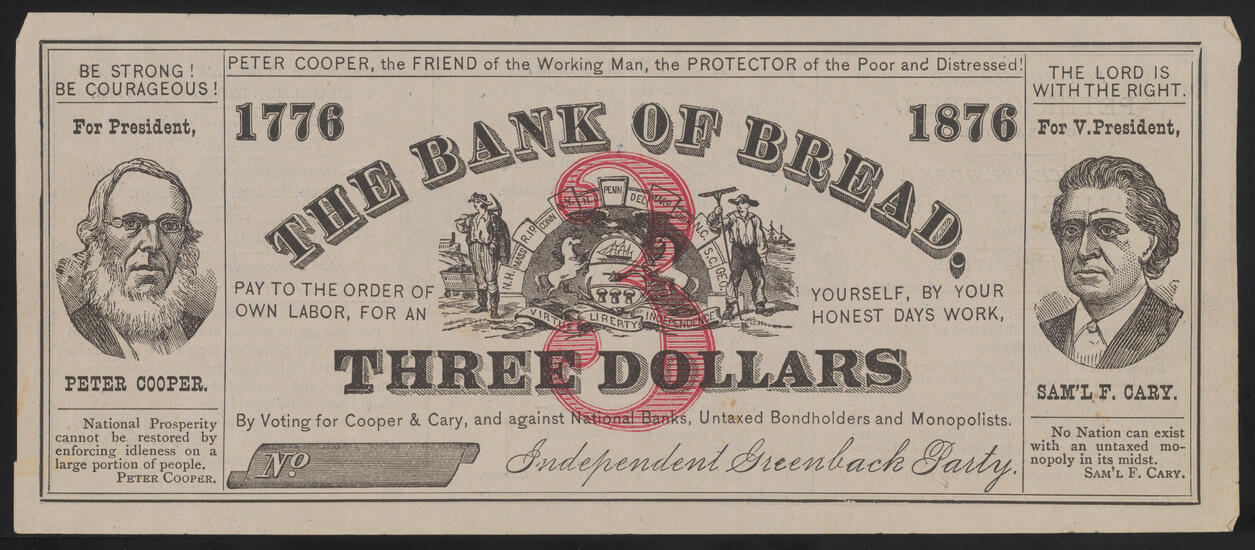 BE STRONG!
BE COURAGEOUS!
For President,
PETER COOPER.
National Prosperity
cannot be restored by
enforcing idleness on a
large portion of people.
PETER COOPER.
PETER COOPER, the FRIEND of the Working Man, the PROTECTOR of the Poor and Distressed!
1776
1876
THE BANK OF BREAD,
3
N.H. MASS R.I. CONN N.J. PENN. DEL N.C. S.C. GEO.
VIRTUE LIBERTY INDEPENDENCE
PAY TO THE ORDER OF
OWN LABOR, FOR AN
YOURSELF, BY YOUR
HONEST DAYS WORK,
THREE DOLLARS
By Voting for Cooper & Cary, and against National Banks, Untaxed Bondholders and Monopolists.
No
Independent Greenback Party.
THE LORD IS
WITH THE RIGHT.
For V. President,
SAM'L F. CARY.
No Nation can exist
with an untaxed mo-
nopoly in its midst.
SAM'L F. CARY.